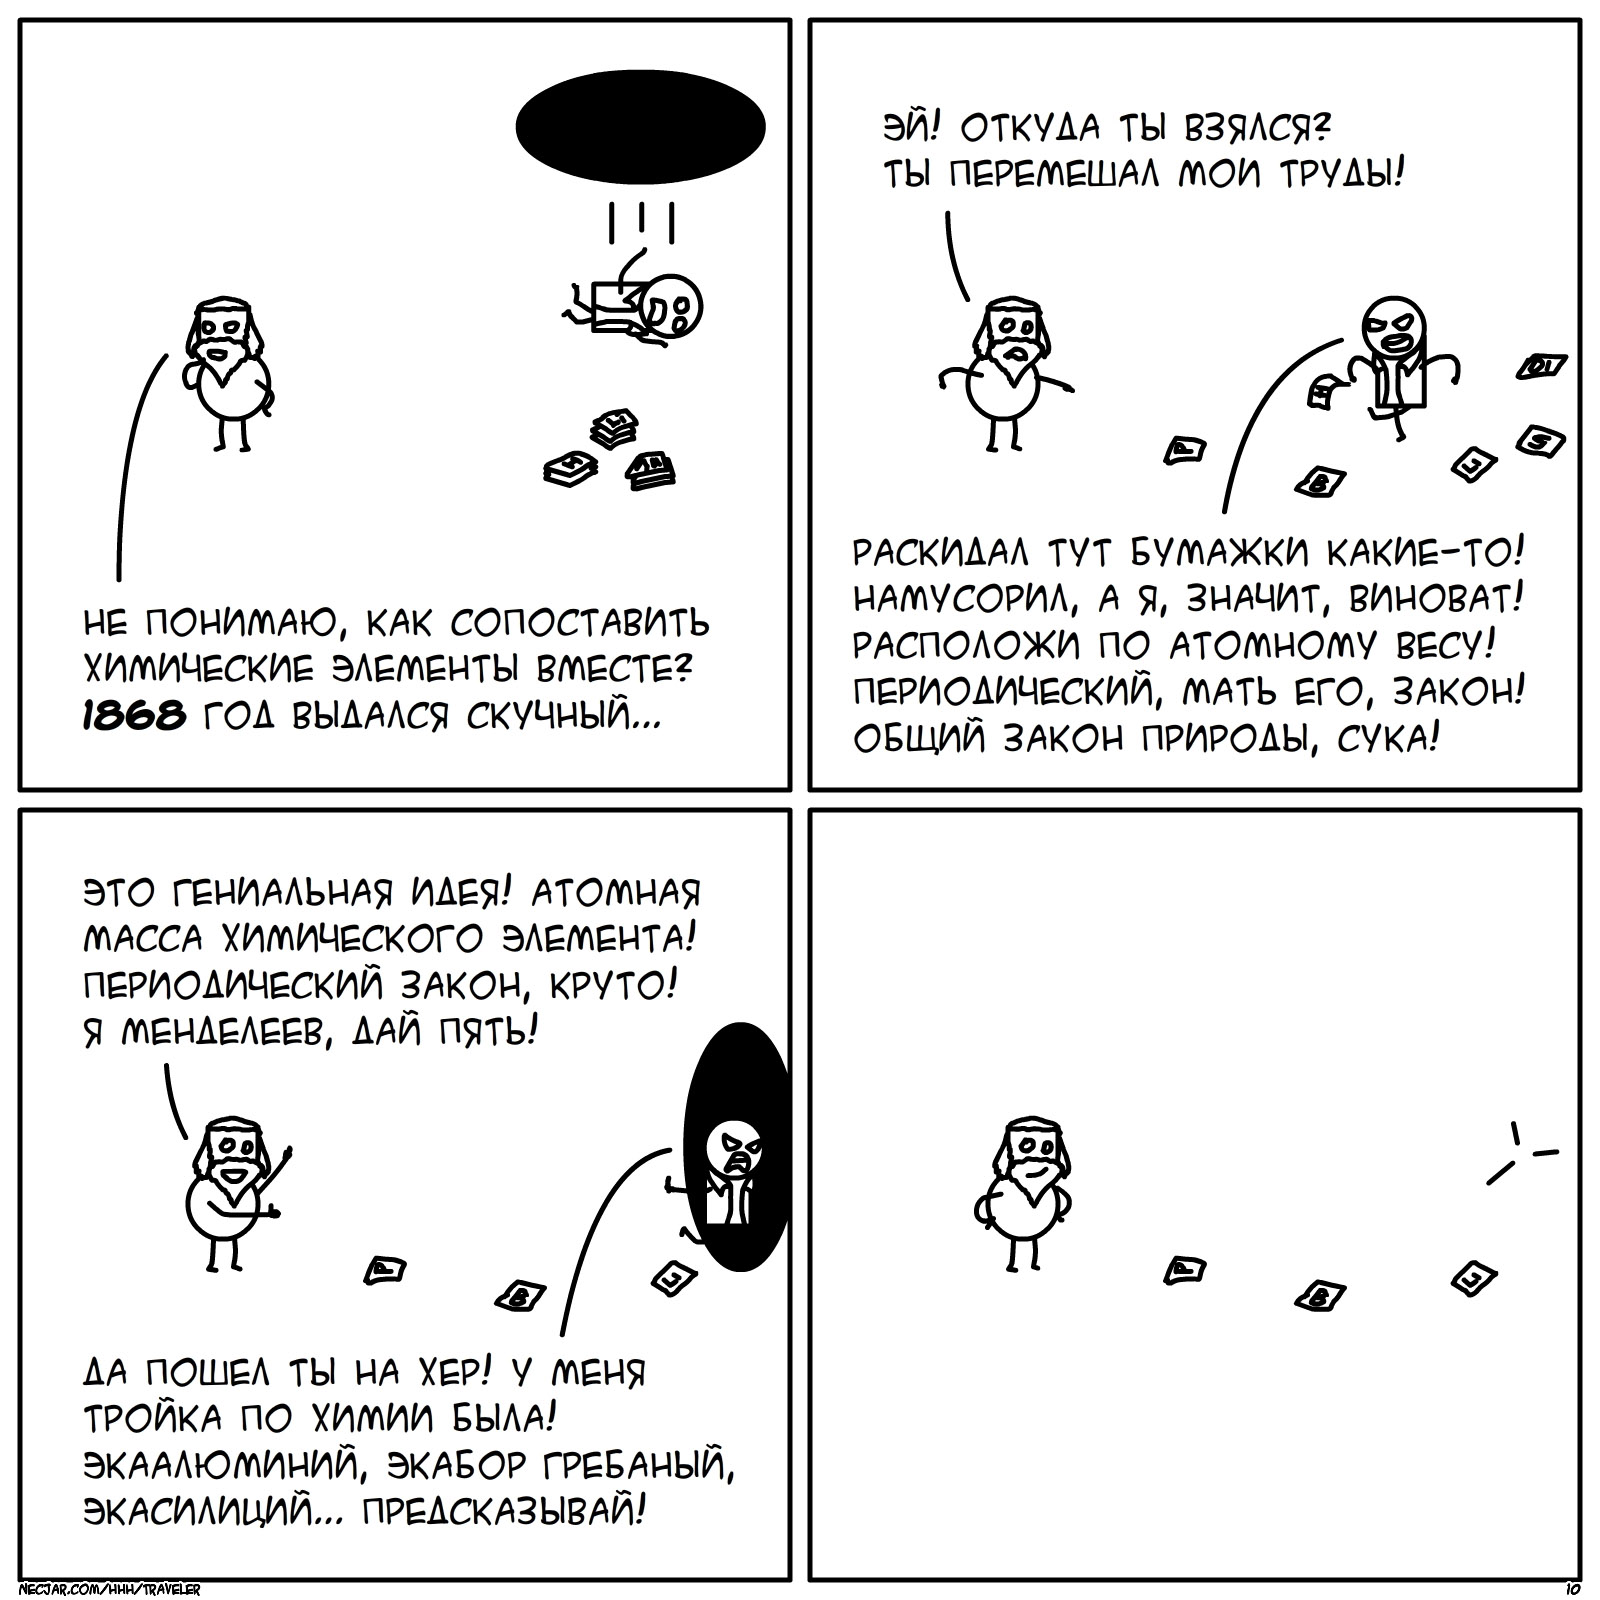 НЕ ПОНИМАЮ, КАК СОПОСТАВИТЬ
ХИМИЧЕСКИЕ ЭЛЕМЕНТЫ ВМЕСТЕ?
1868 ГОД ВЫДАЛСЯ СКУЧНЫЙ...
ЭЙ! ОТКУДА ТЫ ВЗЯЛСЯ?
ТЫ ПЕРЕМЕШАЛ МОИ ТРУДЫ!
P
B
S
РАСКИДАЛ ТУТ БУМАЖКИ КАКИЕ-ТО!
НАМУСОРИЛ, А Я, ЗНАЧИТ, ВИНОВАТ!
РАСПОЛОЖИ ПО АТОМНОМУ ВЕСУ!
ПЕРИОДИЧЕСКИЙ, МАТЬ ЕГО, ЗАКОН!
ОБЩИЙ ЗАКОН ПРИРОДЫ, СУКА!
ЭТО ГЕНИАЛЬНАЯ ИДЕЯ! АТОМНАЯ
МАССА ХИМИЧЕСКОГО ЭЛЕМЕНТА!
ПЕРИОДИЧЕСКИЙ ЗАКОН, КРУТО!
Я МЕНДЕЛЕЕВ, ДАЙ ПЯТЬ!
P
B
ДА ПОШЕЛ ТЫ НА ХЕР! У МЕНЯ
ТРОЙКА ПО ХИМИИ БЫЛА!
ЭКААЛЮМИНИЙ, ЭКАБОР ГРЕБАНЫЙ,
ЭКАСИЛИЦИЙ... ПРЕДСКАЗЫВАЙ!
P
B
NECJAR.COM/HHH/TRAVELER
10